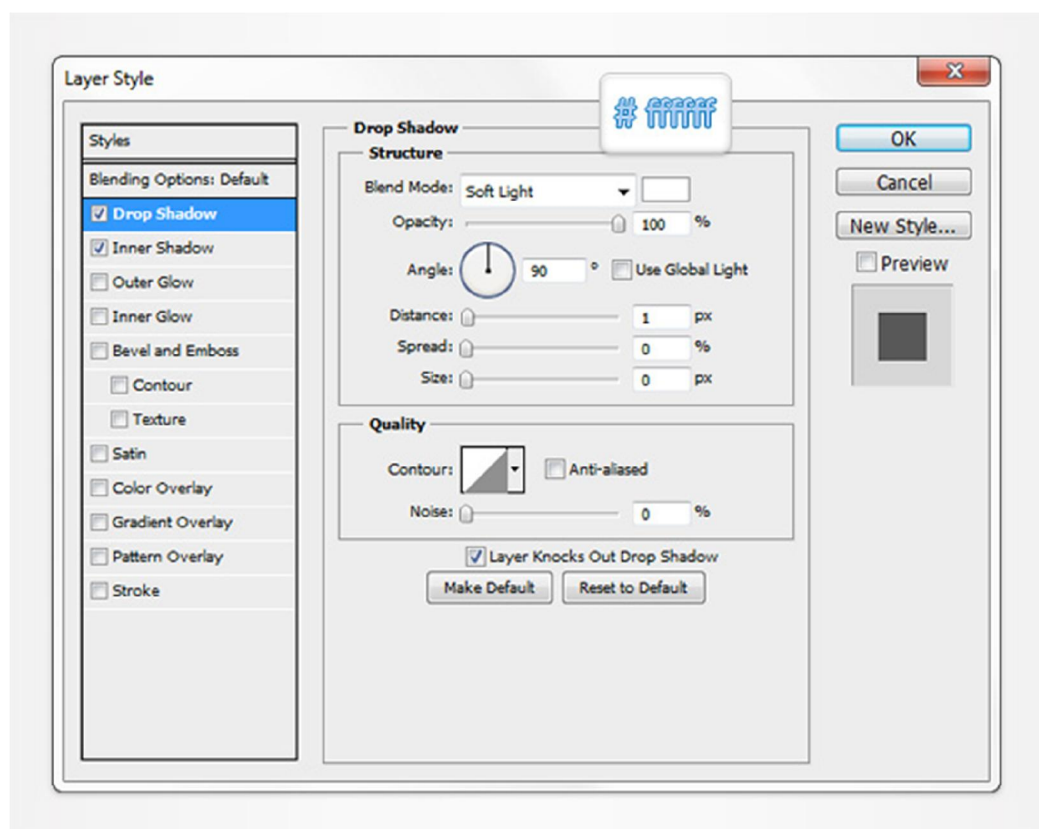 Layer Style
# ffffff
Styles
Blending Options: Default
Drop Shadow
Inner Shadow
Outer Glow
Inner Glow
Bevel and Emboss
Contour
Texture
Satin
Color Overlay
Gradient Overlay
Pattern Overlay
Stroke
Drop Shadow
Structure
Blend Mode: Soft Light
Opacity: 100 %
Angle: 90 ° Use Global Light
Distance: 1 px
Spread: 0 %
Size: 0 px
Quality
Contour: Anti-aliased
Noise: 0 %
Layer Knocks Out Drop Shadow
Make Default Reset to Default
OK
Cancel
New Style...
Preview